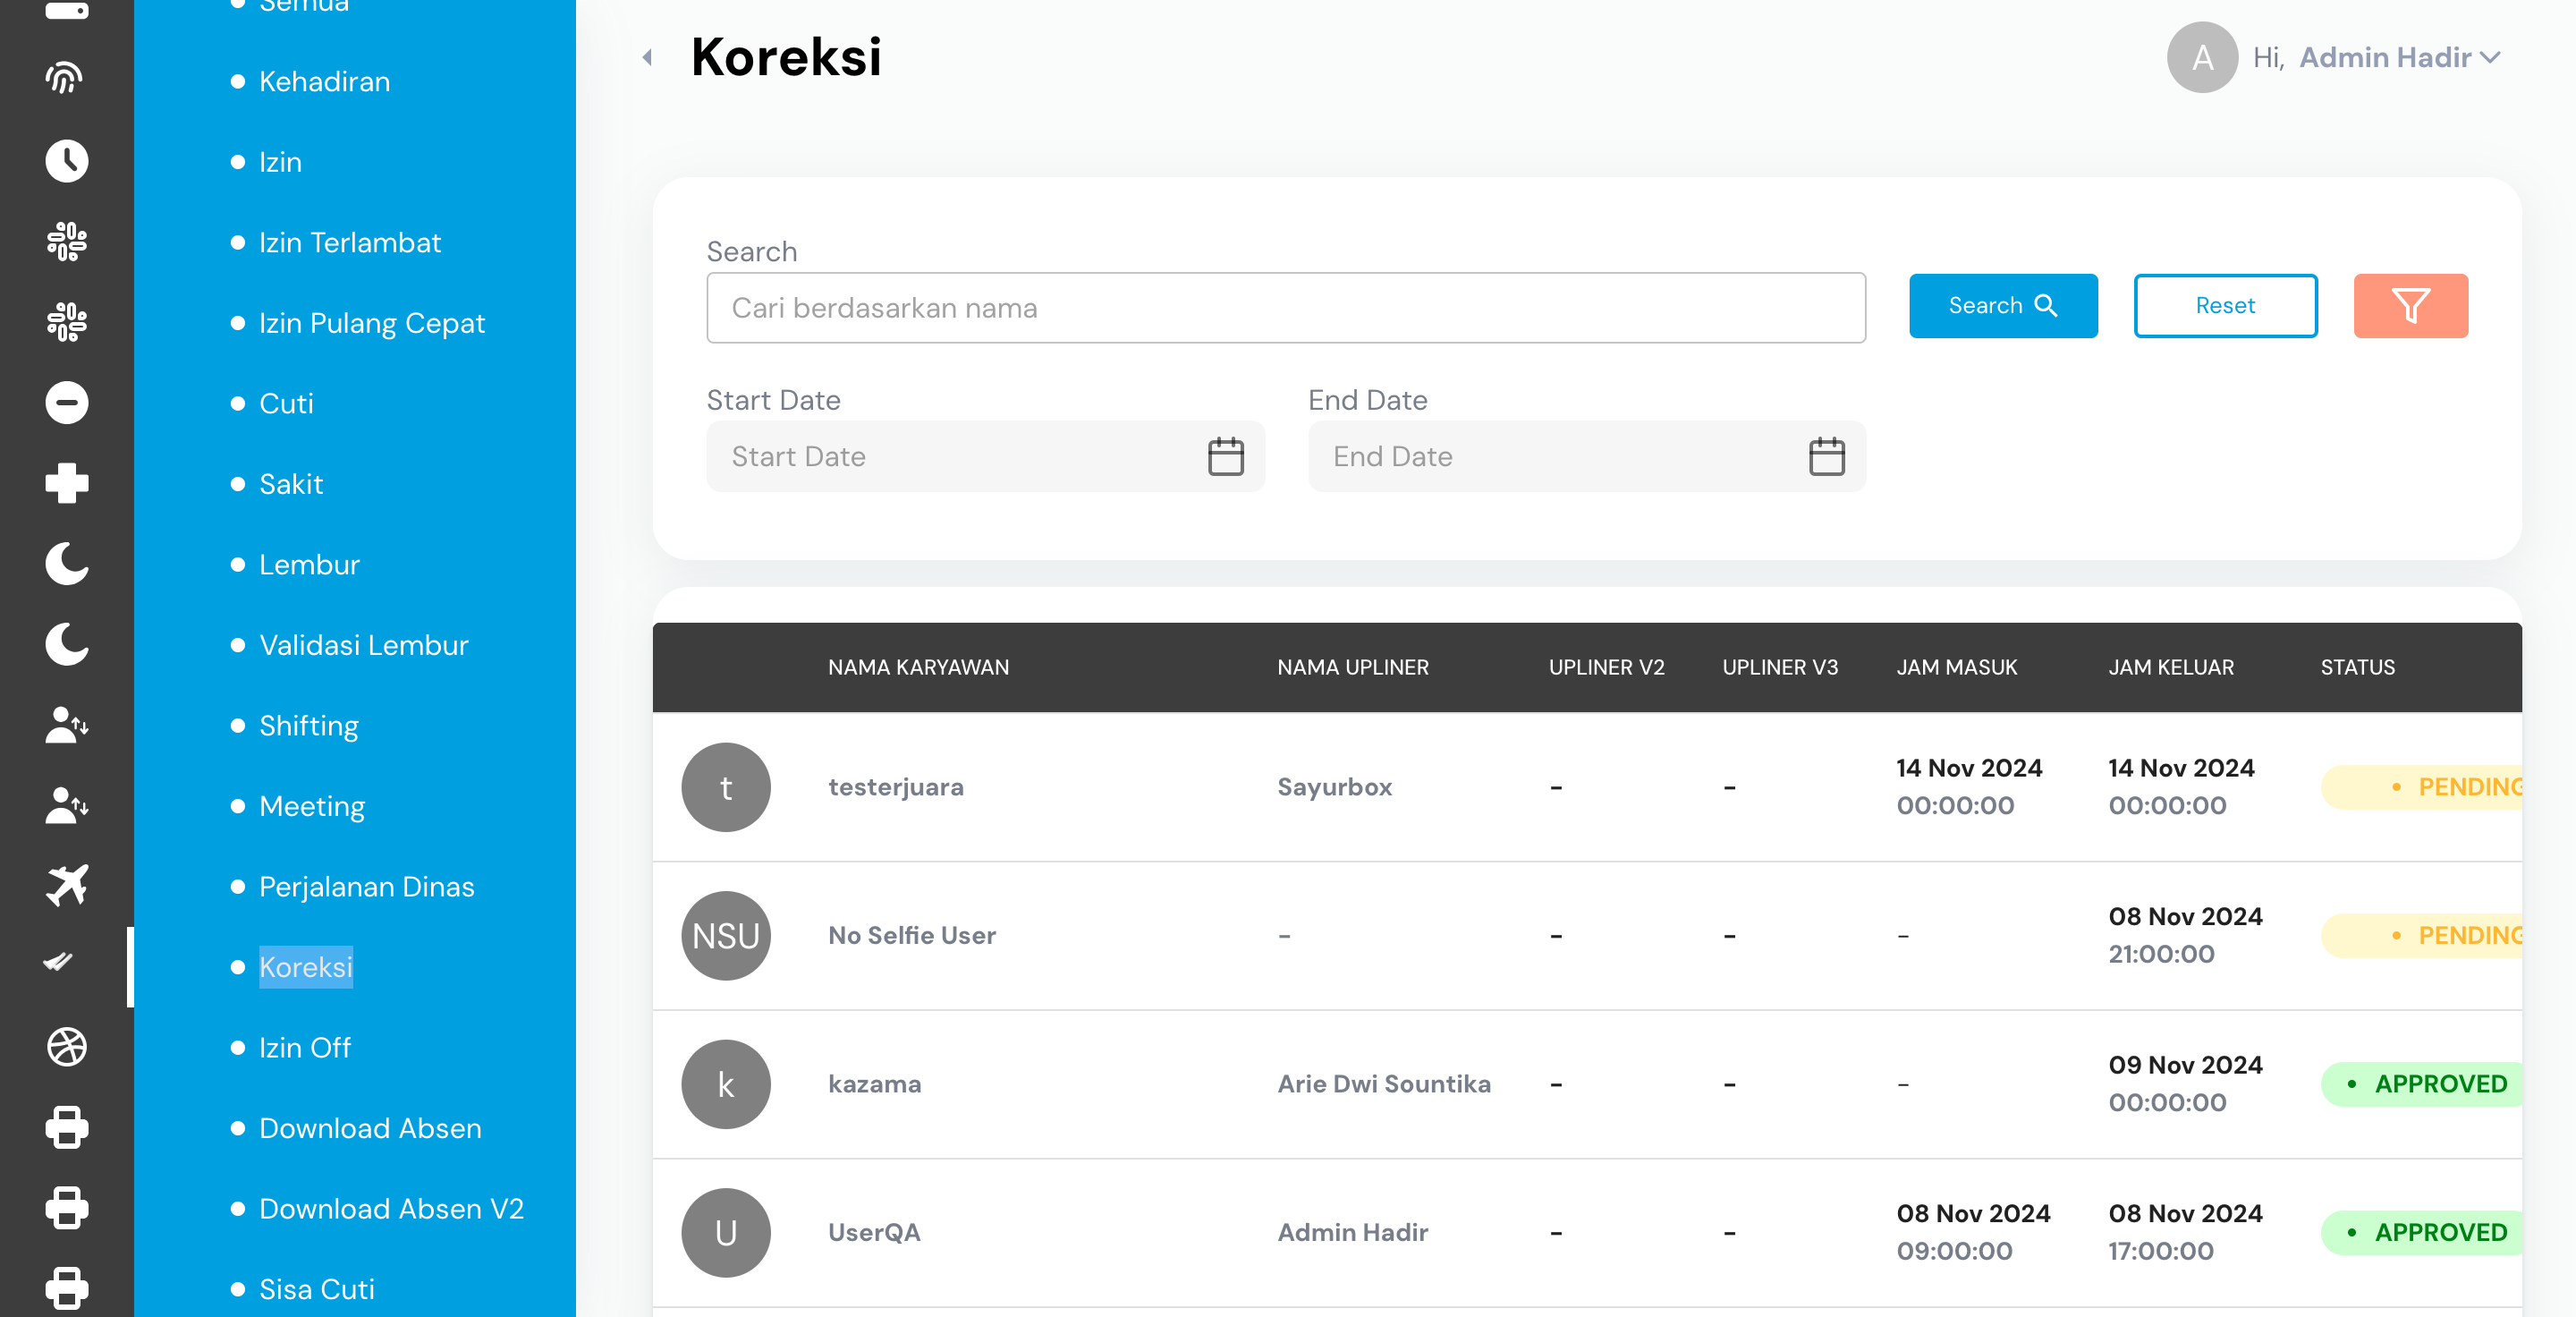 Semua
Kehadiran
Izin
Izin Terlambat
Izin Pulang Cepat
Cuti
Sakit
Lembur
Validasi Lembur
Shifting
Meeting
Perjalanan Dinas
Koreksi
Izin Off
Download Absen
Download Absen V2
Sisa Cuti
Koreksi
A Hi, Admin Hadir
Search
Cari berdasarkan nama
Search
Reset
Start Date End Date
Start Date End Date
NAMA KARYAWAN NAMA UPLINER UPLINER V2 UPLINER V3 JAM MASUK JAM KELUAR STATUS
t testerjuara Sayurbox - - 14 Nov 2024 14 Nov 2024 • PENDING
00:00:00 00:00:00
NSU No Selfie User - - - - 08 Nov 2024 • PENDING
21:00:00
k kazama Arie Dwi Sountika - - - 09 Nov 2024 • APPROVED
00:00:00
U UserQA Admin Hadir - - 08 Nov 2024 08 Nov 2024 • APPROVED
09:00:00 17:00:00